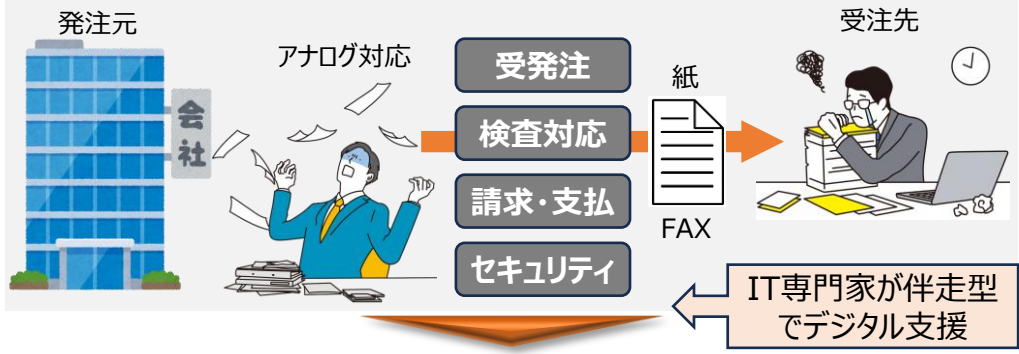 発注元
会社
アナログ対応
受発注
検査対応
請求・支払
セキュリティ
紙
FAX
受注先
IT専門家が伴走型
でデジタル支援